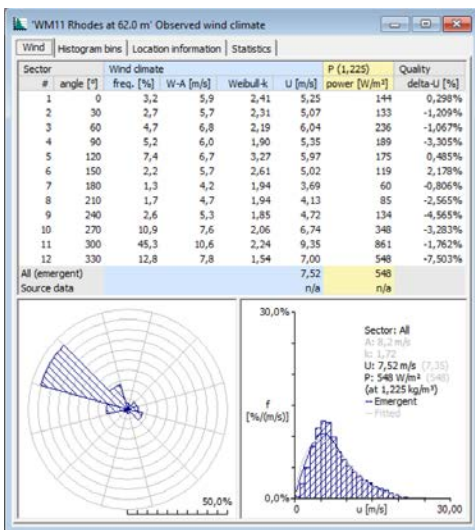 'WM11 Rhodes at 62.0 m' Observed wind climate
Wind Histogram bins Location information Statistics
Sector Wind climate P (1,225) Quality
# angle [°] freq. [%] W-A [m/s] Weibull-k U [m/s] power [W/m²] delta-U [%]
1 0 3,2 5,9 2,41 5,25 144 0,298%
2 30 2,7 5,7 2,31 5,07 133 -1,209%
3 60 4,7 6,8 2,19 6,04 236 -1,067%
4 90 5,2 6,0 1,90 5,35 189 -3,305%
5 120 7,4 6,7 3,27 5,97 175 0,485%
6 150 2,2 5,7 2,61 5,02 119 2,178%
7 180 1,3 4,2 1,94 3,69 60 -0,806%
8 210 1,7 4,7 1,94 4,13 85 -2,565%
9 240 2,6 5,3 1,85 4,72 134 -4,565%
10 270 10,9 7,6 2,06 6,74 348 -3,283%
11 300 45,3 10,6 2,24 9,35 861 -1,762%
12 330 12,8 7,8 1,54 7,00 548 -7,503%
All (emergent) 7,52 548
Source data n/a n/a
50,0%
30,0%
Sector: All
A: 8,2 m/s
k: 1,72
U: 7,52 m/s (7,35)
P: 548 W/m² (548)
(at 1,225 kg/m³)
-- Emergent
— Fitted
f
[%/(m/s)]
0,0%
0 u [m/s] 30,00